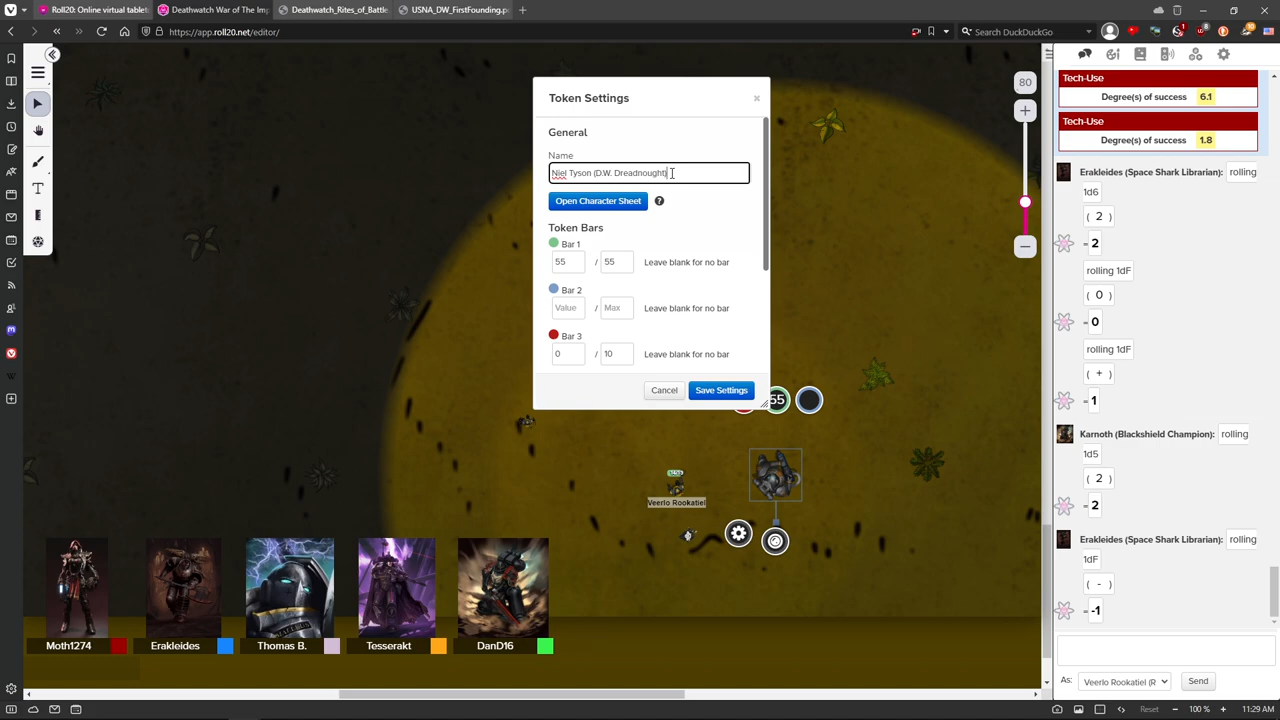 Roll20: Online virtual table
Deathwatch War of The Imp
Deathwatch_Rites_of_Battle
USNA_DW_FirstFounding.p
https://app.roll20.net/editor/
Search DuckDuckGo
Token Settings
General
Name
Niel Tyson (D.W. Dreadnought)
Open Character Sheet
Token Bars
Bar 1
55 / 55 Leave blank for no bar
Bar 2
Value / Max Leave blank for no bar
Bar 3
0 / 10 Leave blank for no bar
Cancel
Save Settings
55
Veerlo Rookatiel
80
Moth1274
Erakleides
Thomas B.
Tesserakt
DanD16
Tech-Use
Degree(s) of success 6.1
Tech-Use
Degree(s) of success 1.8
Erakleides (Space Shark Librarian): rolling
1d6
( 2 )
= 2
rolling 1dF
( 0 )
= 0
rolling 1dF
( + )
= 1
Karnoth (Blackshield Champion): rolling
1d5
( 2 )
= 2
Erakleides (Space Shark Librarian): rolling
1dF
( - )
= -1
As:
Veerlo Rookatiel (R
Send
Reset
100 %
11:29 AM